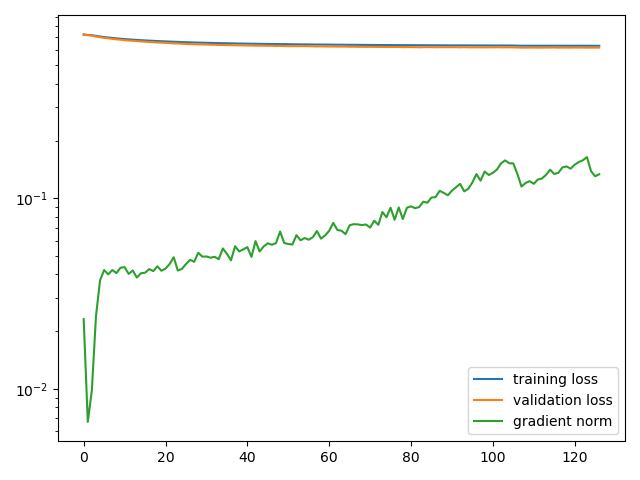 10⁻¹
10⁻²
0 20 40 60 80 100 120
training loss
validation loss
gradient norm